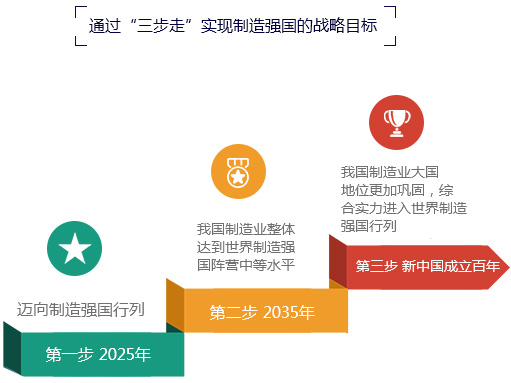 通过“三步走”实现制造强国的战略目标
迈向制造强国行列
第一步 2025年
我国制造业整体
达到世界制造强
国阵营中等水平
第二步 2035年
我国制造业大国
地位更加巩固，综
合实力进入世界制造
强国行列
第三步 新中国成立百年